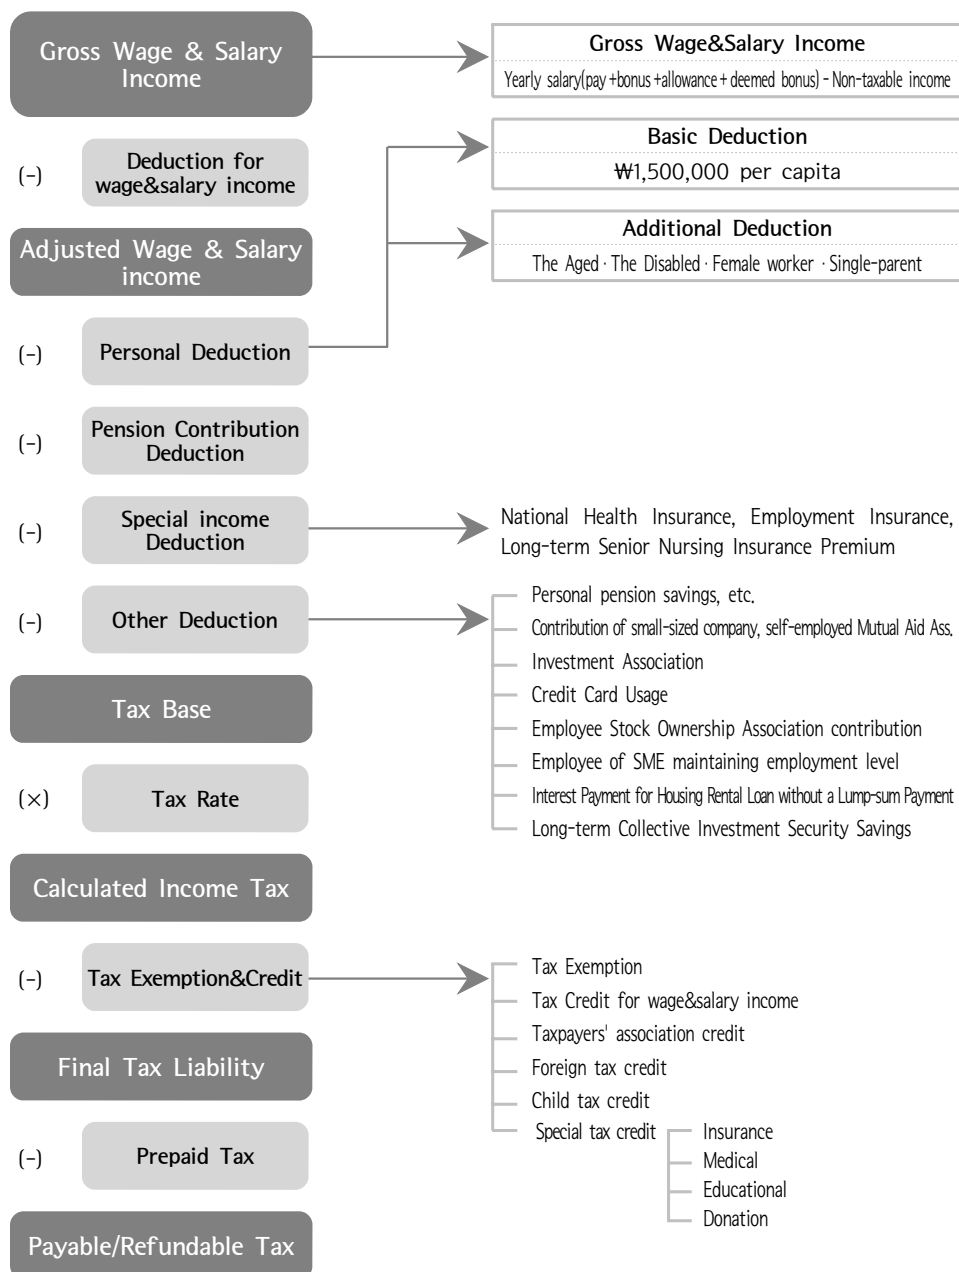 Gross Wage & Salary
Income
Gross Wage&Salary Income
Yearly salary(pay+bonus+allowance+deemed bonus)-Non-taxable income
(-)
Deduction for
wage&salary income
Basic Deduction
₩1,500,000 per capita
Adjusted Wage & Salary
income
Additional Deduction
The Aged · The Disabled · Female worker · Single-parent
(-)
Personal Deduction
(-)
Pension Contribution
Deduction
(-)
Special income
Deduction
National Health Insurance, Employment Insurance,
Long-term Senior Nursing Insurance Premium
(-)
Other Deduction
Personal pension savings, etc.
Contribution of small-sized company, self-employed Mutual Aid Ass.
Investment Association
Credit Card Usage
Employee Stock Ownership Association contribution
Employee of SME maintaining employment level
Interest Payment for Housing Rental Loan without a Lump-sum Payment
Long-term Collective Investment Security Savings
Tax Base
(×)
Tax Rate
Calculated Income Tax
(-)
Tax Exemption&Credit
Tax Exemption
Tax Credit for wage&salary income
Taxpayers' association credit
Foreign tax credit
Child tax credit
Special tax credit
Insurance
Medical
Educational
Donation
Final Tax Liability
(-)
Prepaid Tax
Payable/Refundable Tax